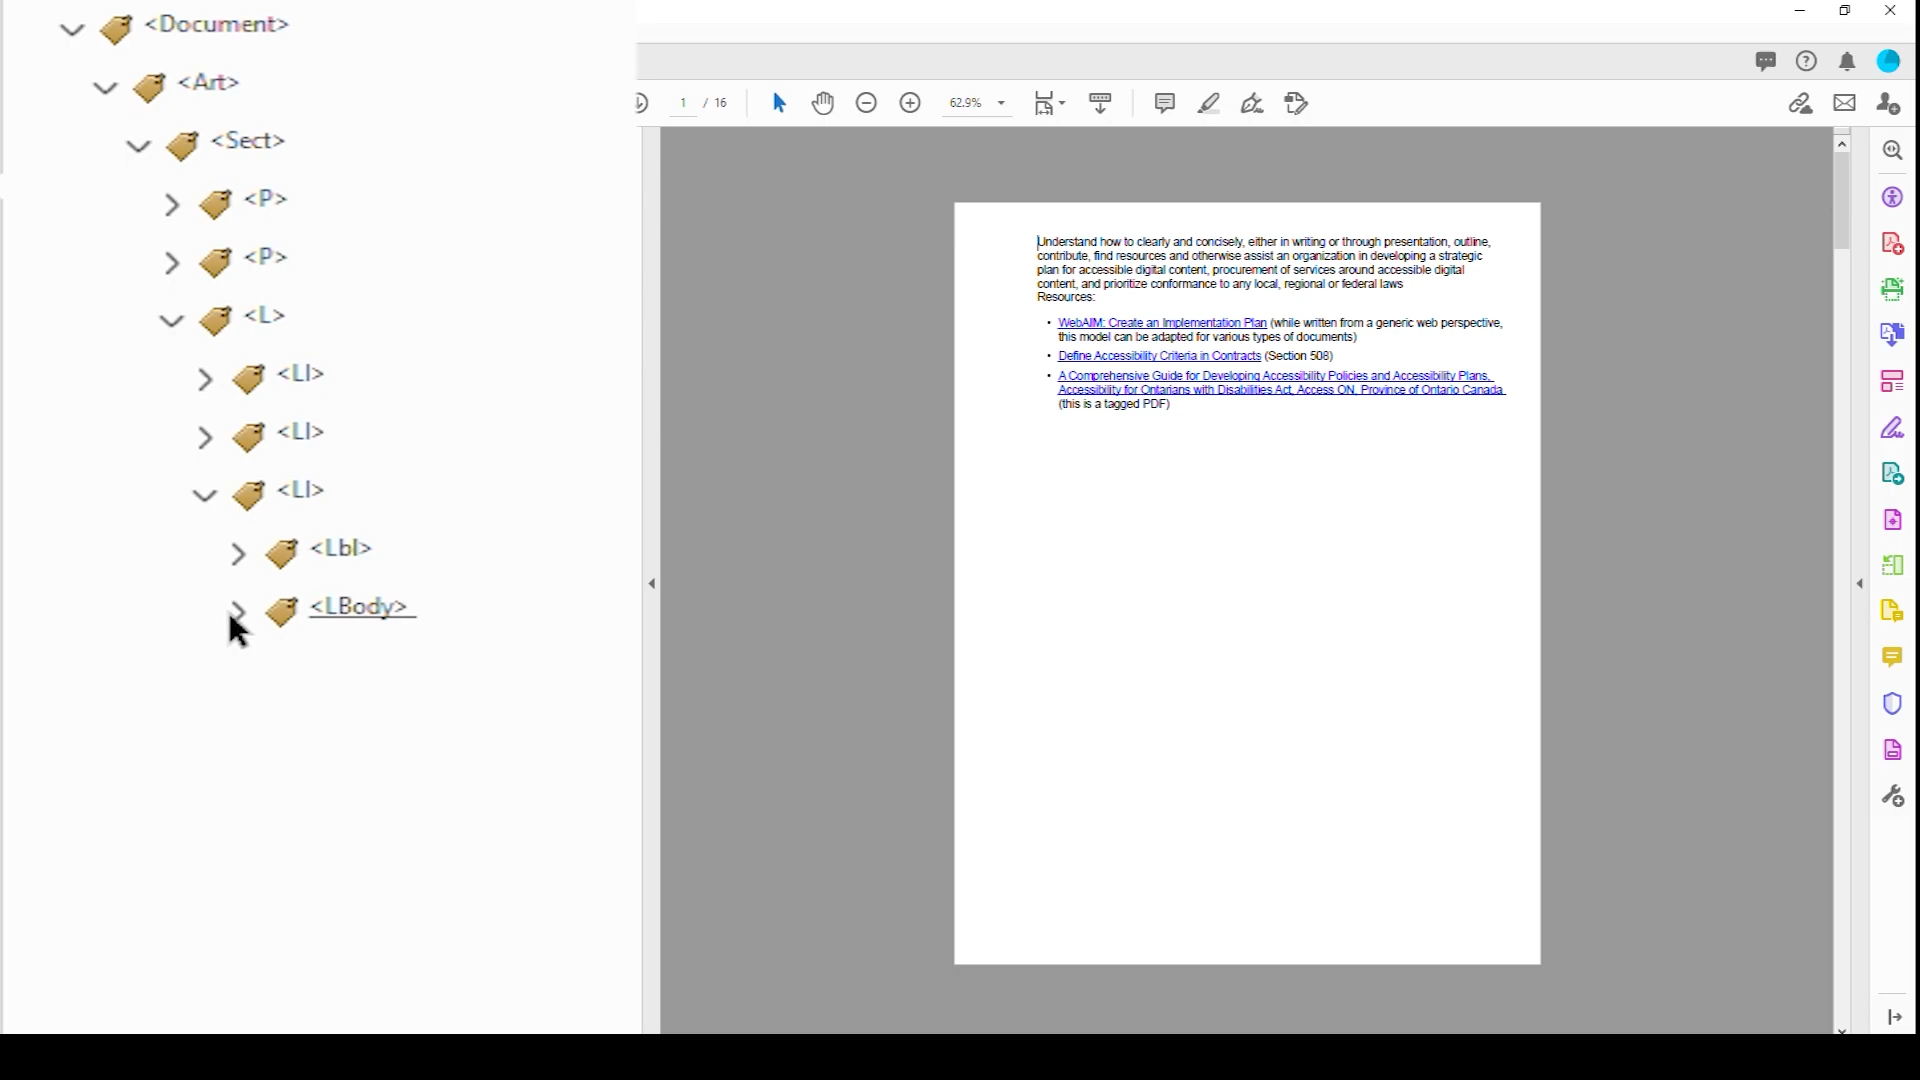 <Document>
<Art>
<Sect>
<P>
<P>
<L>
<LI>
<LI>
<LI>
<Lbl>
<LBody>
1 / 16
62.9%
Understand how to clearly and concisely, either in writing or through presentation, outline,
contribute, find resources and otherwise assist an organization in developing a strategic
plan for accessible digital content, procurement of services around accessible digital
content, and prioritize conformance to any local, regional or federal laws
Resources:
• WebAIM: Create an Implementation Plan (while written from a generic web perspective,
this model can be adapted for various types of documents)
• Define Accessibility Criteria in Contracts (Section 508)
• A Comprehensive Guide for Developing Accessibility Policies and Accessibility Plans,
Accessibility for Ontarians with Disabilities Act, Access ON, Province of Ontario Canada
(this is a tagged PDF)